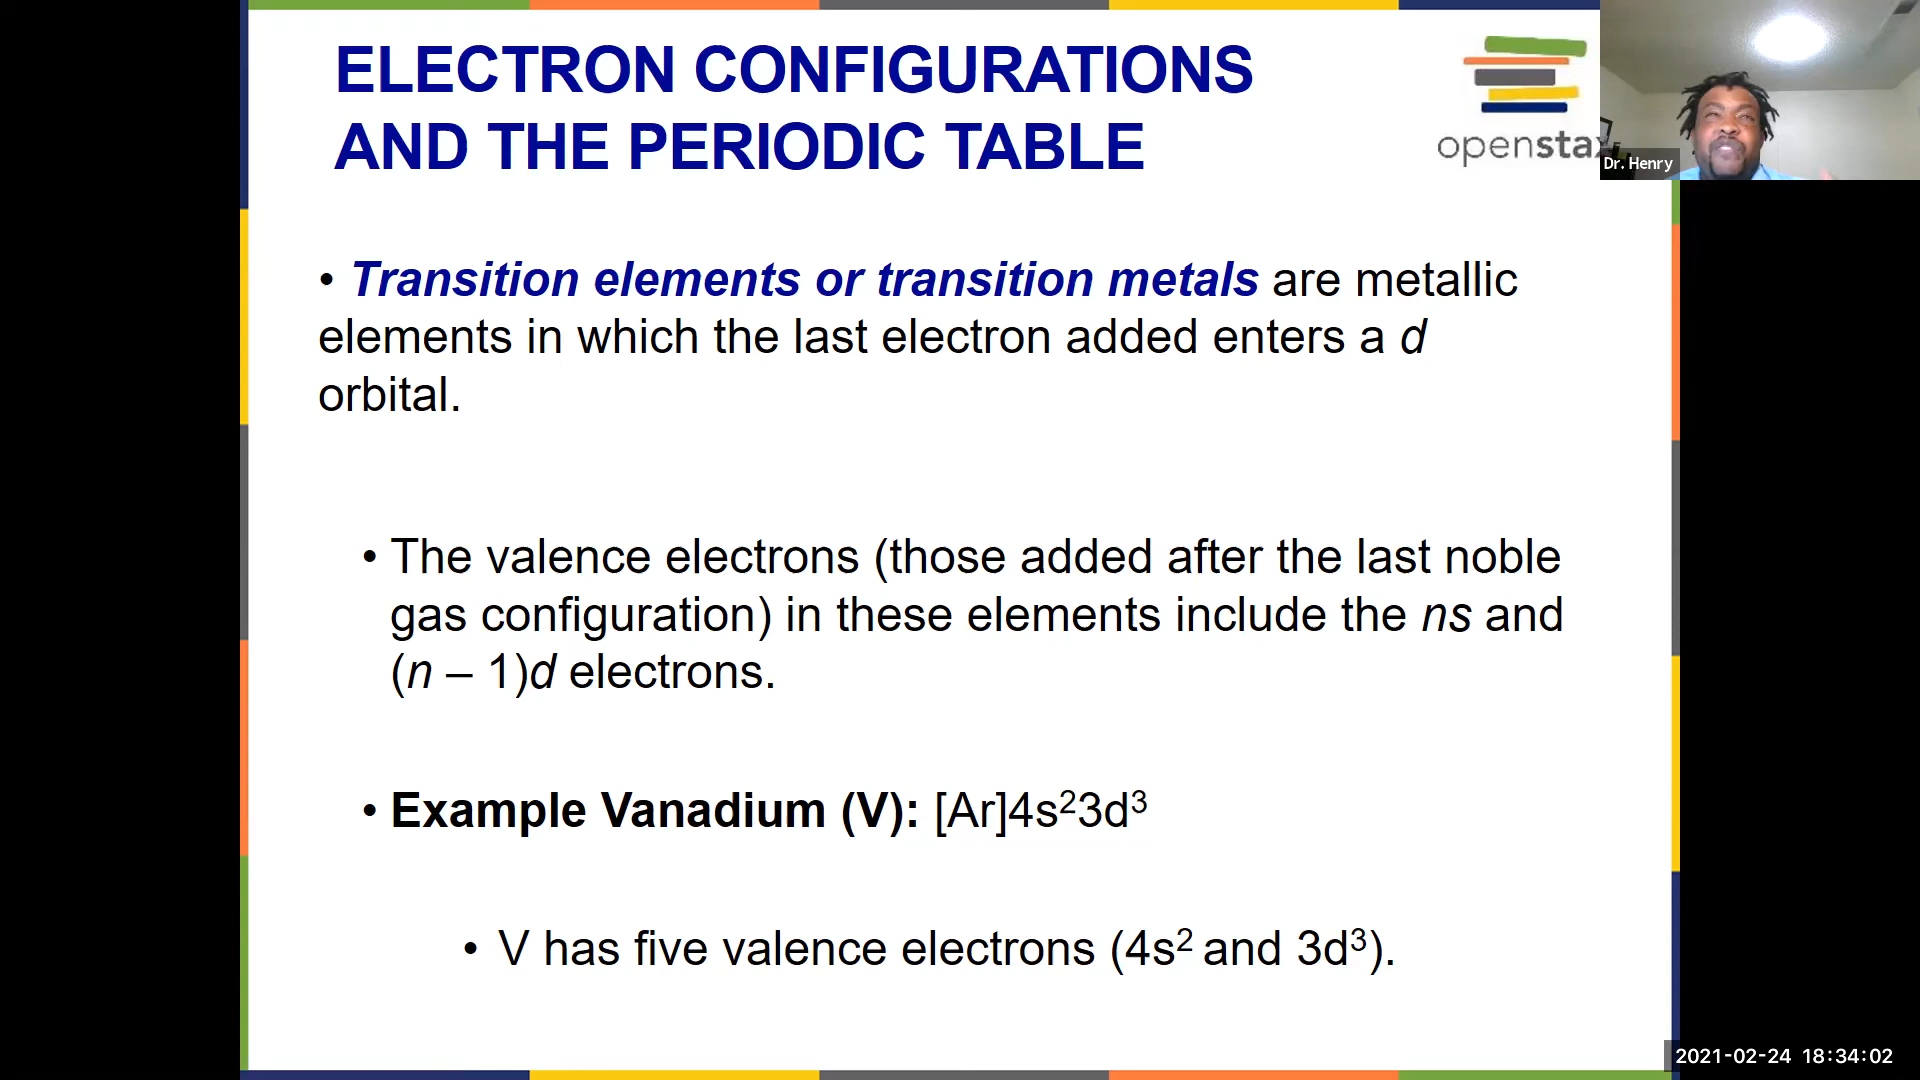 ELECTRON CONFIGURATIONS
AND THE PERIODIC TABLE
openstax
Dr. Henry
• Transition elements or transition metals are metallic
elements in which the last electron added enters a d
orbital.
• The valence electrons (those added after the last noble
gas configuration) in these elements include the ns and
(n – 1)d electrons.
• Example Vanadium (V): [Ar]4s²3d³
• V has five valence electrons (4s² and 3d³).
2021-02-24 18:34:02